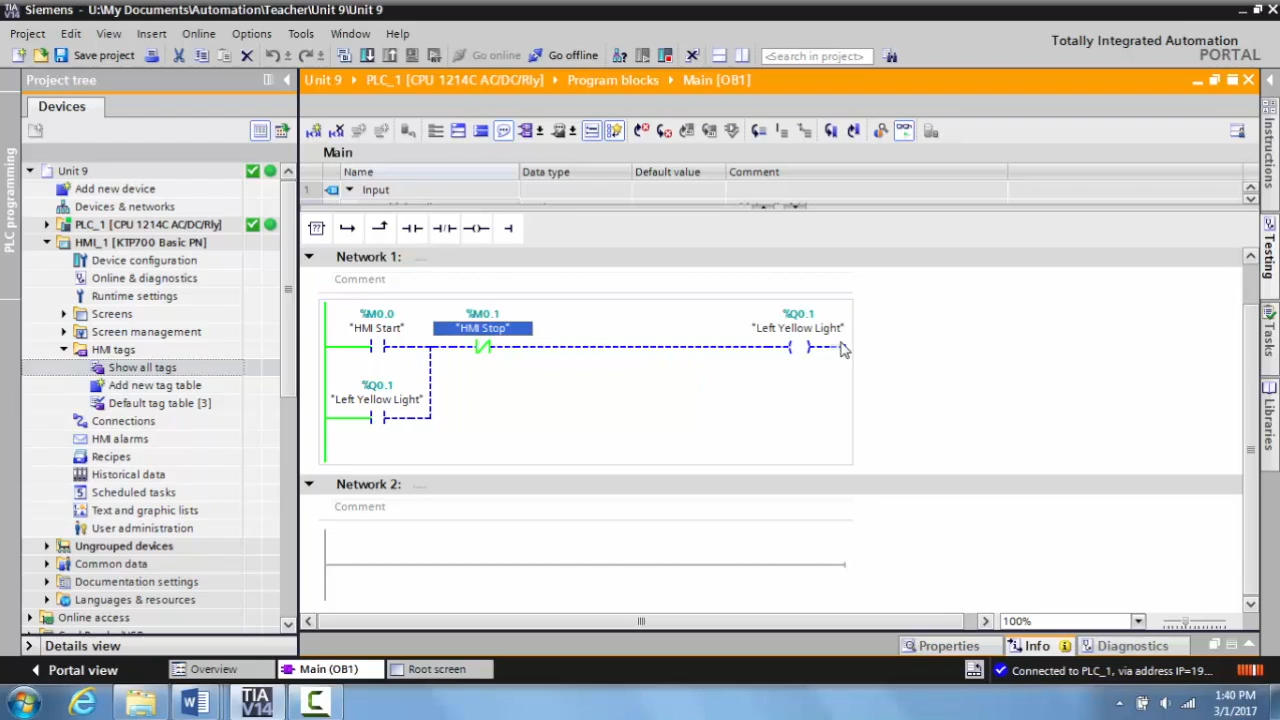 TIA
V14
Siemens - U:\My Documents\Automation\Teacher\Unit 9\Unit 9
Project Edit View Insert Online Options Tools Window Help
Totally Integrated Automation
PORTAL
Save project
Go online
Go offline
<Search in project>
Project tree
Unit 9 ▸ PLC_1 [CPU 1214C AC/DC/Rly] ▸ Program blocks ▸ Main [OB1]
Devices
PLC programming
Unit 9
Add new device
Devices & networks
PLC_1 [CPU 1214C AC/DC/Rly]
HMI_1 [KTP700 Basic PN]
Device configuration
Online & diagnostics
Runtime settings
Screens
Screen management
HMI tags
Show all tags
Add new tag table
Default tag table [3]
Connections
HMI alarms
Recipes
Historical data
Scheduled tasks
Text and graphic lists
User administration
Ungrouped devices
Common data
Documentation settings
Languages & resources
Online access
Details view
Main
Name Data type Default value Comment
1 Input
??
Network 1: .....
Comment
%M0.0 %M0.1 %Q0.1
"HMI Start" "HMI Stop" "Left Yellow Light"
%Q0.1
"Left Yellow Light"
Network 2: .....
Comment
100%
Properties Info Diagnostics
Instructions
Testing
Tasks
Libraries
Portal view Overview Main (OB1) Root screen
Connected to PLC_1, via address IP=19...
TIA
V14
1:40 PM
3/1/2017